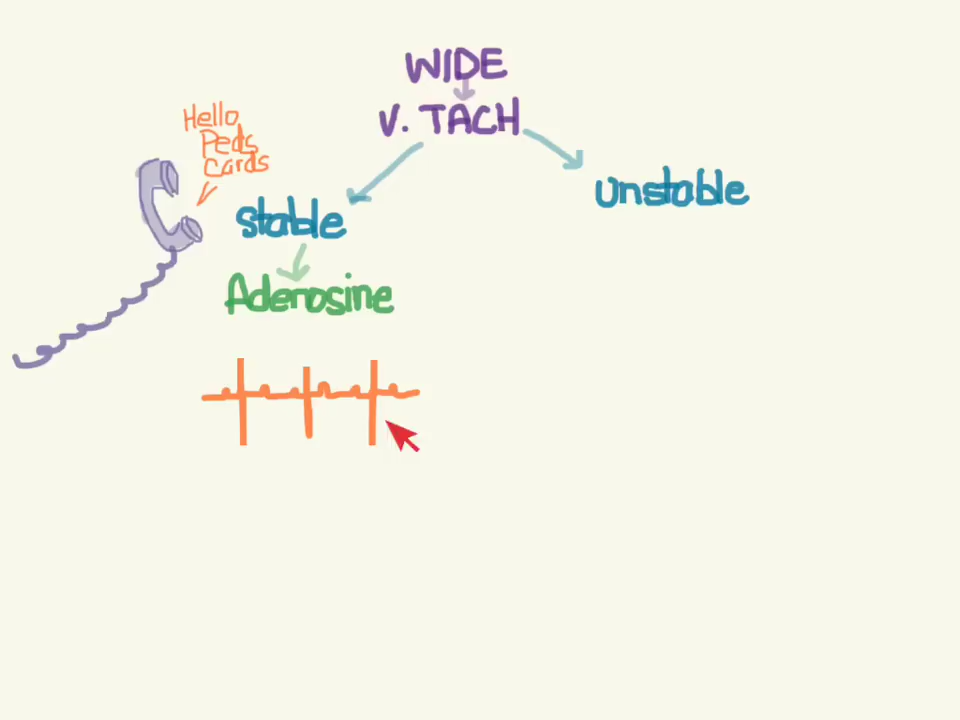 WIDE
V. TACH
Hello
Peds
Cards
Stable
Unstable
Adenosine